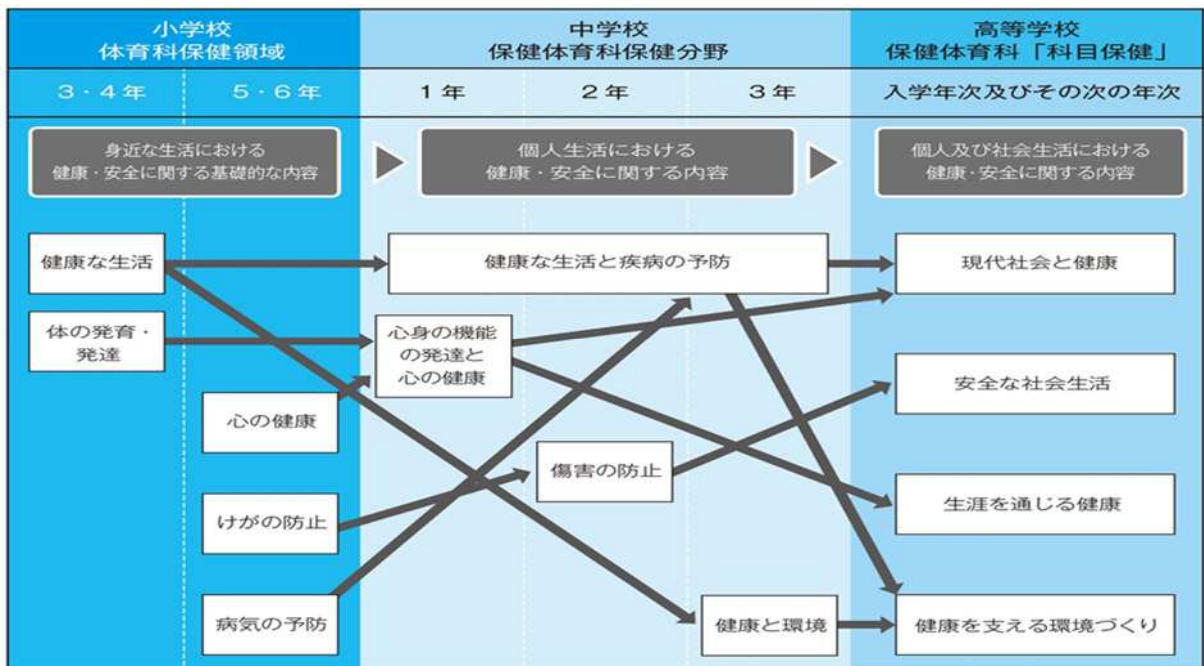 小学校
体育科保健領域
中学校
保健体育科保健分野
高等学校
保健体育科「科目保健」
3・4年
5・6年
1年
2年
3年
入学年次及びその次の年次
身近な生活における
健康・安全に関する基礎的な内容
個人生活における
健康・安全に関する内容
個人及び社会生活における
健康・安全に関する内容
健康な生活
健康な生活と疾病の予防
現代社会と健康
体の発育・
発達
心身の機能
の発達と
心の健康
安全な社会生活
心の健康
傷害の防止
生涯を通じる健康
けがの防止
病気の予防
健康と環境
健康を支える環境づくり